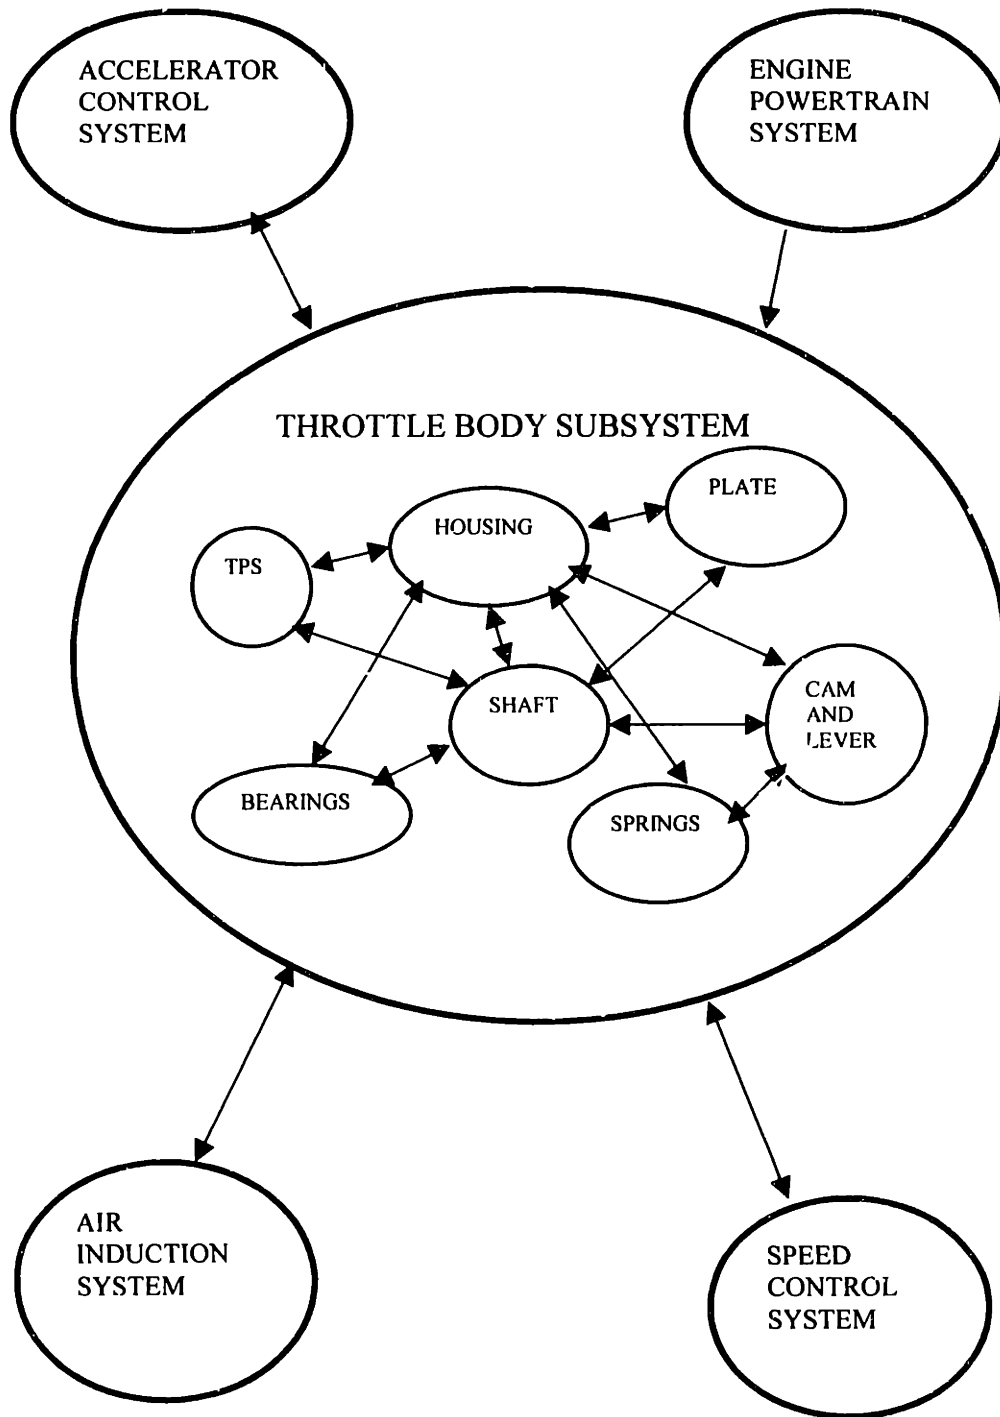 ACCELERATOR
CONTROL
SYSTEM
ENGINE
POWERTRAIN
SYSTEM
THROTTLE BODY SUBSYSTEM
PLATE
HOUSING
TPS
SHAFT
CAM
AND
LEVER
BEARINGS
SPRINGS
AIR
INDUCTION
SYSTEM
SPEED
CONTROL
SYSTEM